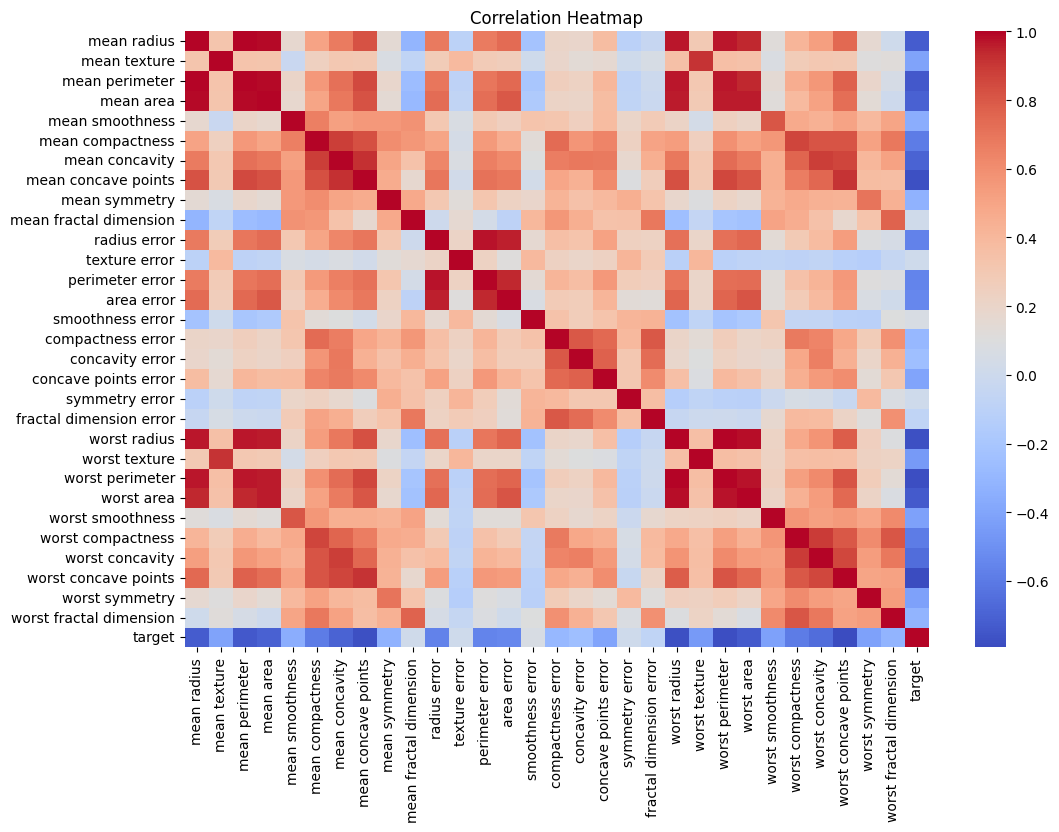 Correlation Heatmap
mean radius
mean texture
mean perimeter
mean area
mean smoothness
mean compactness
mean concavity
mean concave points
mean symmetry
mean fractal dimension
radius error
texture error
perimeter error
area error
smoothness error
compactness error
concavity error
concave points error
symmetry error
fractal dimension error
worst radius
worst texture
worst perimeter
worst area
worst smoothness
worst compactness
worst concavity
worst concave points
worst symmetry
worst fractal dimension
target
mean radius
mean texture
mean perimeter
mean area
mean smoothness
mean compactness
mean concavity
mean concave points
mean symmetry
mean fractal dimension
radius error
texture error
perimeter error
area error
smoothness error
compactness error
concavity error
concave points error
symmetry error
fractal dimension error
worst radius
worst texture
worst perimeter
worst area
worst smoothness
worst compactness
worst concavity
worst concave points
worst symmetry
worst fractal dimension
target
1.0
0.8
0.6
0.4
0.2
0.0
−0.2
−0.4
−0.6